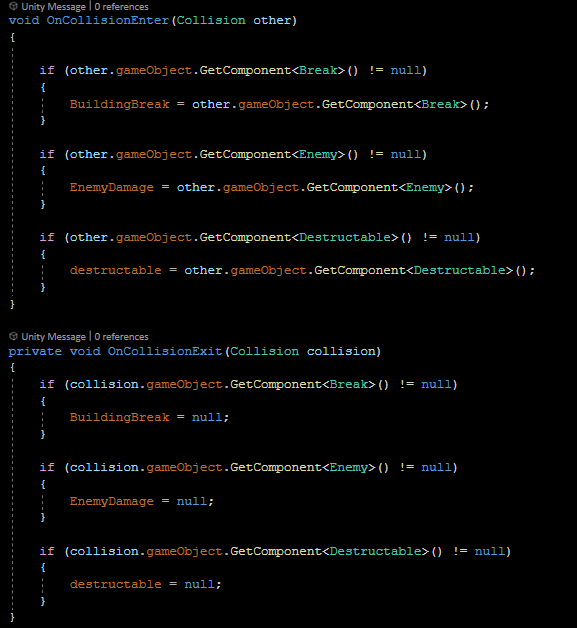 Unity Message | 0 references
void OnCollisionEnter(Collision other)
{
if (other.gameObject.GetComponent<Break>() != null)
{
BuildingBreak = other.gameObject.GetComponent<Break>();
}
if (other.gameObject.GetComponent<Enemy>() != null)
{
EnemyDamage = other.gameObject.GetComponent<Enemy>();
}
if (other.gameObject.GetComponent<Destructable>() != null)
{
destructable = other.gameObject.GetComponent<Destructable>();
}
}
Unity Message | 0 references
private void OnCollisionExit(Collision collision)
{
if (collision.gameObject.GetComponent<Break>() != null)
{
BuildingBreak = null;
}
if (collision.gameObject.GetComponent<Enemy>() != null)
{
EnemyDamage = null;
}
if (collision.gameObject.GetComponent<Destructable>() != null)
{
destructable = null;
}
}